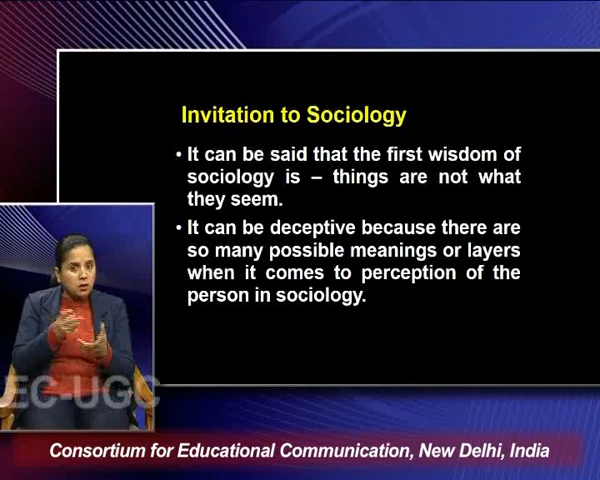 Invitation to Sociology
• It can be said that the first wisdom of
sociology is – things are not what
they seem.
• It can be deceptive because there are
so many possible meanings or layers
when it comes to perception of the
person in sociology.
EC-UGC
Consortium for Educational Communication, New Delhi, India